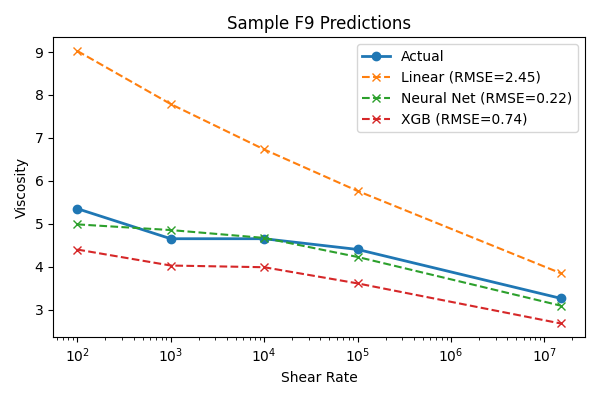 Sample F9 Predictions
Actual
Linear (RMSE=2.45)
Neural Net (RMSE=0.22)
XGB (RMSE=0.74)
Viscosity
9
8
7
6
5
4
3
10² 10³ 10⁴ 10⁵ 10⁶ 10⁷
Shear Rate